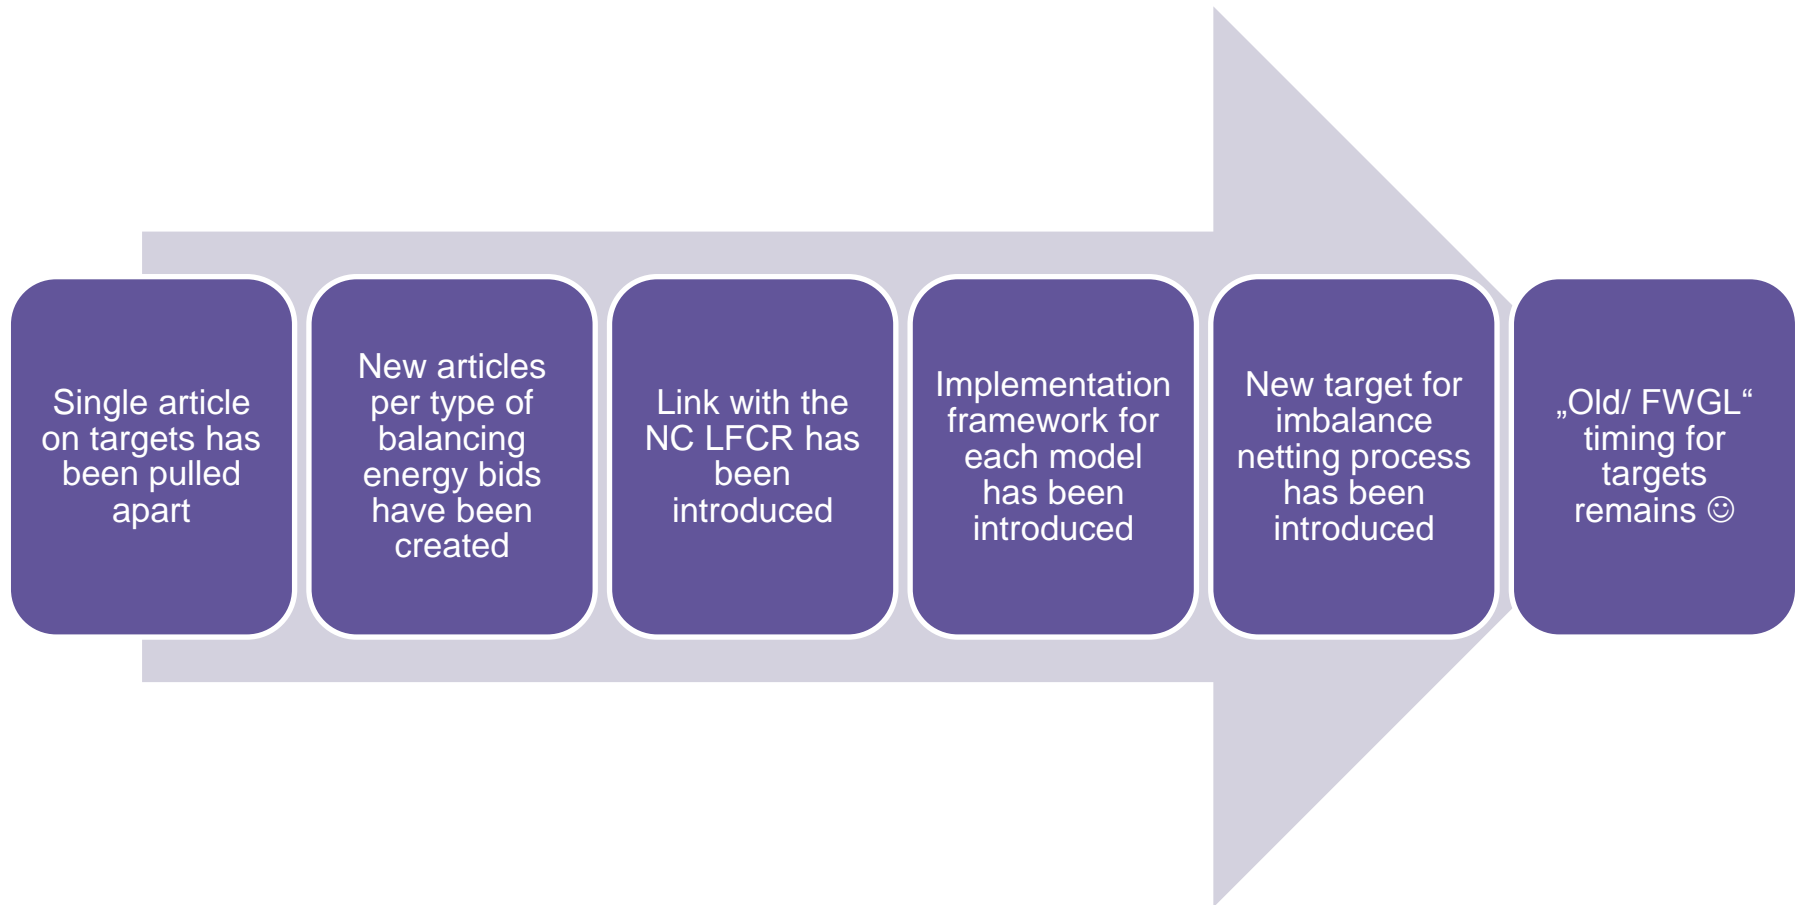 Single article
on targets has
been pulled
apart
New articles
per type of
balancing
energy bids
have been
created
Link with the
NC LFCR has
been
introduced
Implementation
framework for
each model
has been
introduced
New target for
imbalance
netting process
has been
introduced
„Old/ FWGL“
timing for
targets
remains ☺